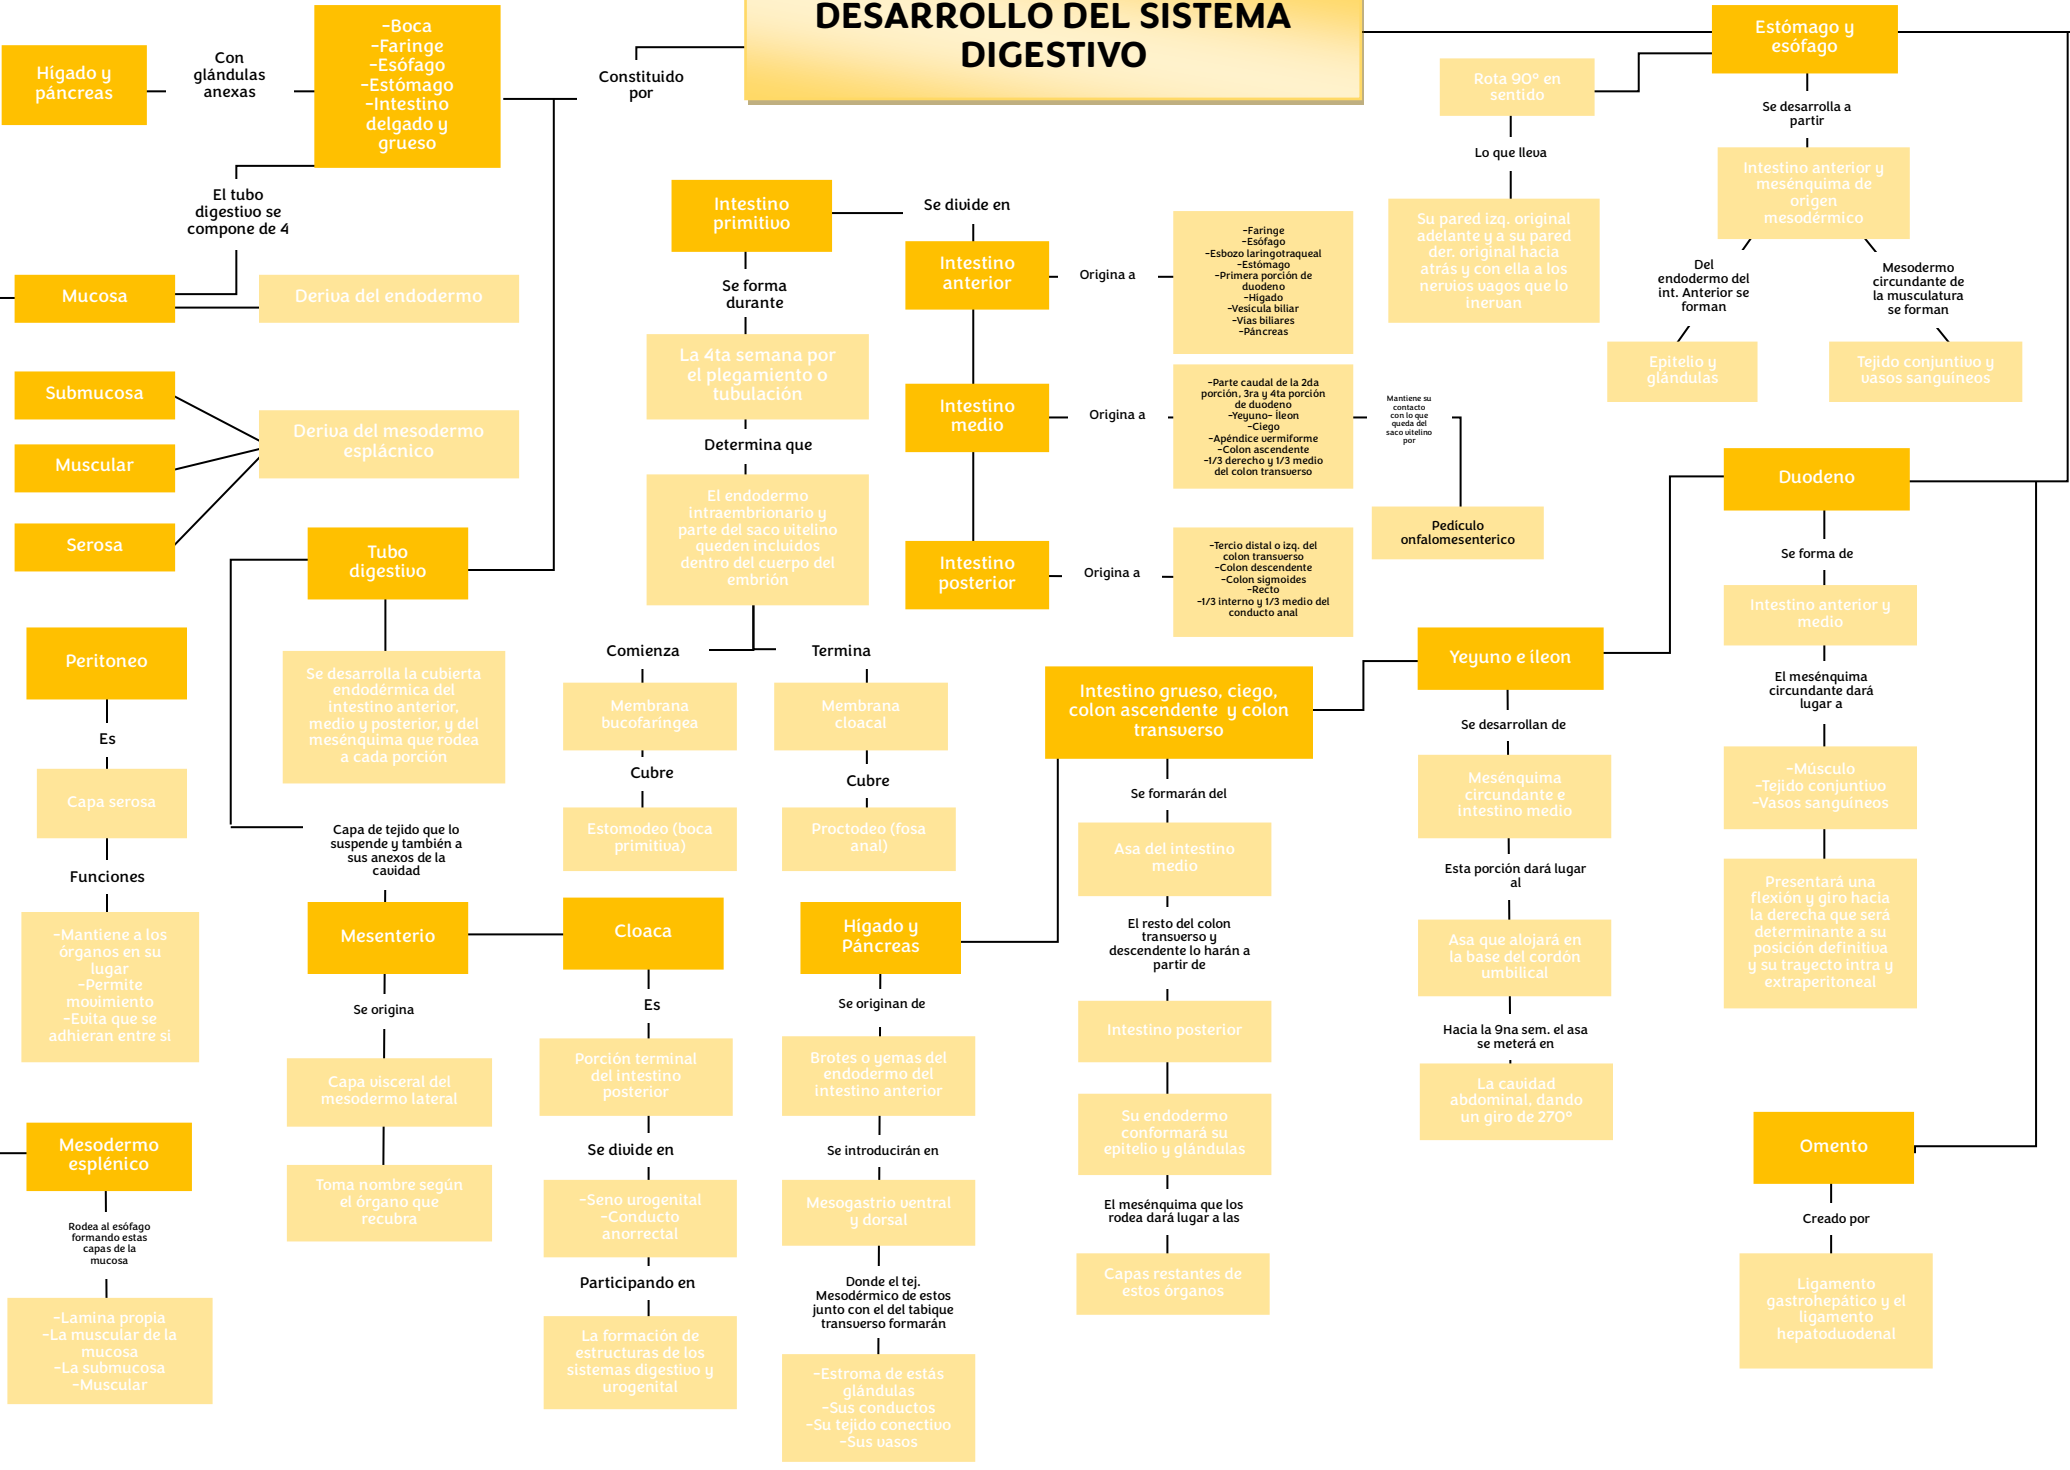 DESARROLLO DEL SISTEMA
DIGESTIVO
Constituido
por
-Boca
-Faringe
-Esófago
-Estómago
-Intestino
delgado y
grueso
Con
glándulas
anexas
Hígado y
páncreas
El tubo
digestivo se
compone de 4
Mucosa
Deriva del endodermo
Submucosa
Muscular
Serosa
Deriva del mesodermo
esplácnico
Tubo
digestivo
Se desarrolla la cubierta
endodérmica del
intestino anterior,
medio y posterior, y del
mesénquima que rodea
a cada porción
Capa de tejido que lo
suspende y también a
sus anexos de la
cavidad
Mesenterio
Se origina
Capa visceral del
mesodermo lateral
Toma nombre según
el órgano que
recubra
Peritoneo
Es
Capa serosa
Funciones
-Mantiene a los
órganos en su
lugar
-Permite
movimiento
-Evita que se
adhieran entre si
Mesodermo
esplénico
Rodea al esófago
formando estas
capas de la
mucosa
-Lamina propia
-La muscular de la
mucosa
-La submucosa
-Muscular
Intestino
primitivo
Se forma
durante
La 4ta semana por
el plegamiento o
tubulación
Determina que
El endodermo
intraembrionario y
parte del saco vitelino
queden incluidos
dentro del cuerpo del
embrión
Comienza
Membrana
bucofaríngea
Cubre
Estomodeo (boca
primitiva)
Termina
Membrana
cloacal
Cubre
Proctodeo (fosa
anal)
Se divide en
Intestino
anterior
Origina a
-Faringe
-Esófago
-Esbozo laringotraqueal
-Estómago
-Primera porción de
duodeno
-Hígado
-Vesícula biliar
-Vías biliares
-Páncreas
Intestino
medio
Origina a
-Parte caudal de la 2da
porción, 3ra y 4ta porción
de duodeno
-Yeyuno- Íleon
-Ciego
-Apéndice vermiforme
-Colon ascendente
-1/3 derecho y 1/3 medio
del colon transverso
Mantiene su
contacto
con lo que
queda del
saco vitelino
por
Pedículo
onfalomesenterico
Intestino
posterior
Origina a
-Tercio distal o izq. del
colon transverso
-Colon descendente
-Colon sigmoides
-Recto
-1/3 interno y 1/3 medio del
conducto anal
Cloaca
Es
Porción terminal
del intestino
posterior
Se divide en
-Seno urogenital
-Conducto
anorrectal
Participando en
La formación de
estructuras de los
sistemas digestivo y
urogenital
Hígado y
Páncreas
Se originan de
Brotes o yemas del
endodermo del
intestino anterior
Se introducirán en
Mesogastrio ventral
y dorsal
Donde el tej.
Mesodérmico de estos
junto con el del tabique
transverso formarán
-Estroma de estás
glándulas
-Sus conductos
-Su tejido conectivo
-Sus vasos
Intestino grueso, ciego,
colon ascendente y colon
transverso
Se formarán del
Asa del intestino
medio
El resto del colon
transverso y
descendente lo harán a
partir de
Intestino posterior
Su endodermo
conformará su
epitelio y glándulas
El mesénquima que los
rodea dará lugar a las
Capas restantes de
estos órganos
Yeyuno e íleon
Se desarrollan de
Mesénquima
circundante e
intestino medio
Esta porción dará lugar
al
Asa que alojará en
la base del cordón
umbilical
Hacia la 9na sem. el asa
se meterá en
La cavidad
abdominal, dando
un giro de 270°
Estómago y
esófago
Rota 90° en
sentido
Lo que lleva
Su pared izq. original
adelante y a su pared
der. original hacia
atrás y con ella a los
nervios vagos que lo
inervan
Se desarrolla a
partir
Intestino anterior y
mesénquima de
origen
mesodérmico
Del
endodermo del
int. Anterior se
forman
Epitelio y
glándulas
Mesodermo
circundante de
la musculatura
se forman
Tejido conjuntivo y
vasos sanguíneos
Duodeno
Se forma de
Intestino anterior y
medio
El mesénquima
circundante dará
lugar a
-Músculo
-Tejido conjuntivo
-Vasos sanguíneos
Presentará una
flexión y giro hacia
la derecha que será
determinante a su
posición definitiva
y su trayecto intra y
extraperitoneal
Omento
Creado por
Ligamento
gastrohepático y el
ligamento
hepatoduodenal